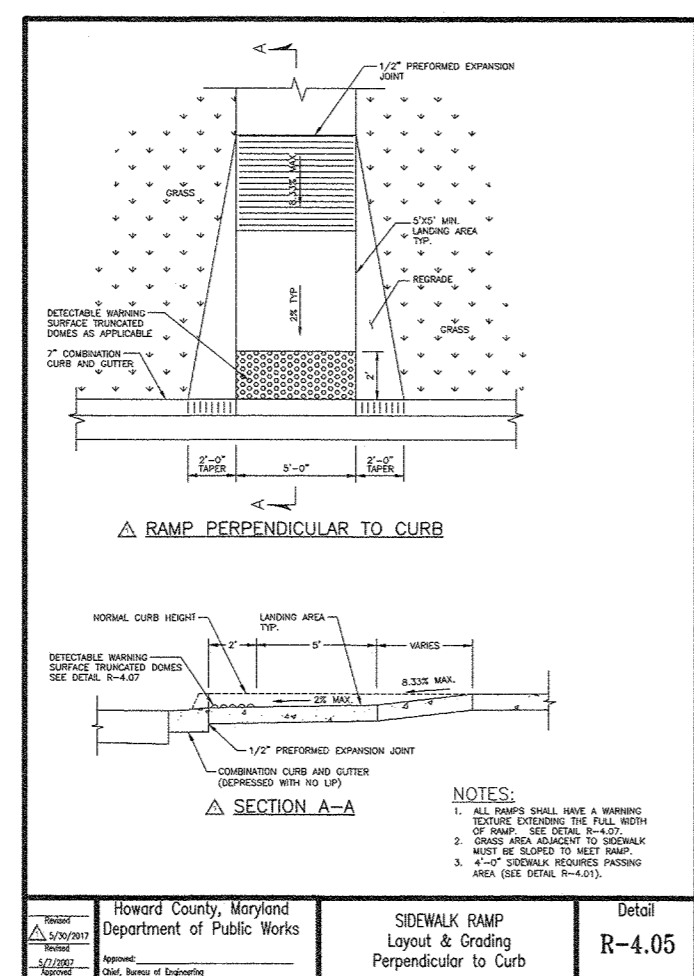 A
1/2" PREFORMED EXPANSION
JOINT
8.33% MAX.
GRASS
5'X5' MIN.
LANDING AREA
TYP.
REGRADE
2% TYP
GRASS
DETECTABLE WARNING
SURFACE TRUNCATED
DOMES AS APPLICABLE
7" COMBINATION
CURB AND GUTTER
2'
2'-0"
TAPER
5'-0"
2'-0"
TAPER
A
RAMP PERPENDICULAR TO CURB
NORMAL CURB HEIGHT
LANDING AREA
TYP.
2'
5'
VARIES
DETECTABLE WARNING
SURFACE TRUNCATED DOMES
SEE DETAIL R-4.07
8.33% MAX.
2% MAX.
1/2" PREFORMED EXPANSION JOINT
COMBINATION CURB AND GUTTER
(DEPRESSED WITH NO LIP)
SECTION A-A
NOTES:
1. ALL RAMPS SHALL HAVE A WARNING
TEXTURE EXTENDING THE FULL WIDTH
OF RAMP. SEE DETAIL R-4.07.
2. GRASS AREA ADJACENT TO SIDEWALK
MUST BE SLOPED TO MEET RAMP.
3. 4'-0" SIDEWALK REQUIRES PASSING
AREA (SEE DETAIL R-4.01).
Revised
5/30/2017
Revised
5/7/2007
Approved
Howard County, Maryland
Department of Public Works
Approved:
Chief, Bureau of Engineering
SIDEWALK RAMP
Layout & Grading
Perpendicular to Curb
Detail
R-4.05